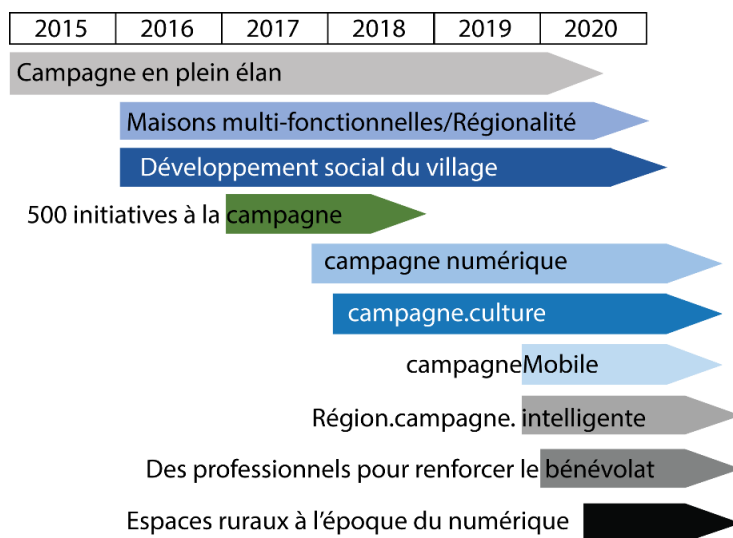 2015 2016 2017 2018 2019 2020
Campagne en plein élan
Maisons multi-fonctionnelles/Régionalité
Développement social du village
500 initiatives à la campagne
campagne numérique
campagne.culture
campagneMobile
Région.campagne. intelligente
Des professionnels pour renforcer le bénévolat
Espaces ruraux à l'époque du numérique